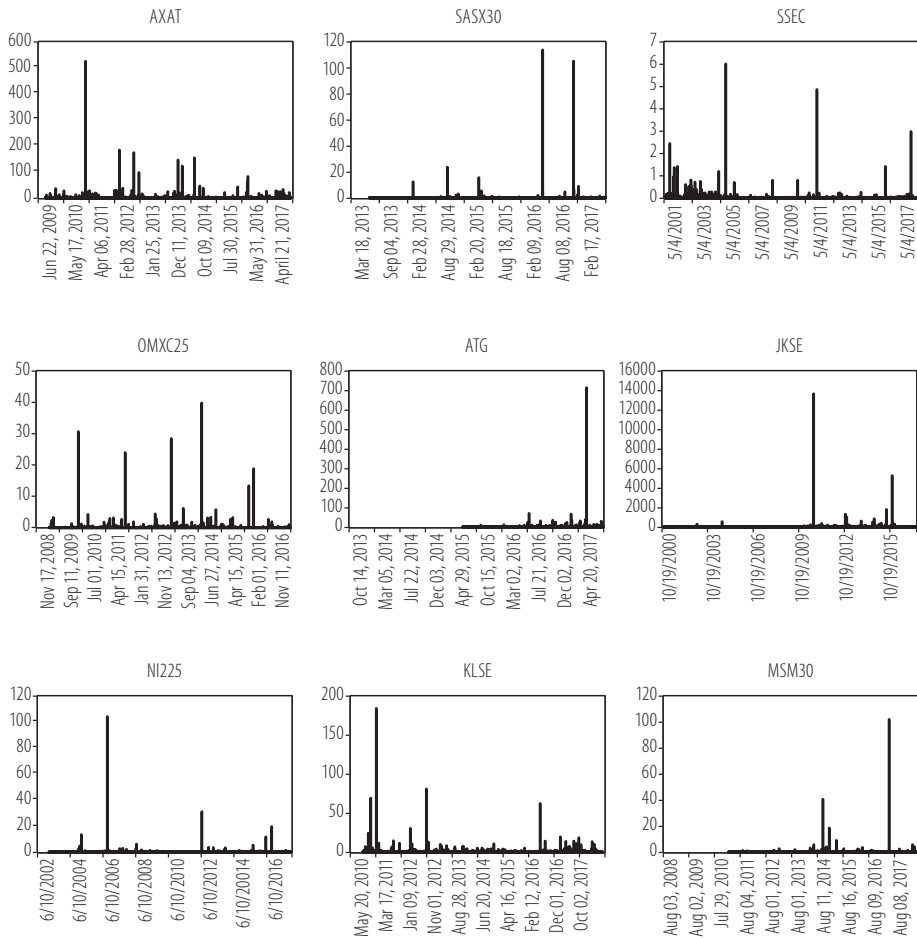 AXAT
600
500
400
300
200
100
0
Jun 22, 2009
May 17, 2010
Apr 06, 2011
Feb 28, 2012
Jan 25, 2013
Dec 11, 2013
Oct 09, 2014
Jul 30, 2015
May 31, 2016
April 21, 2017
SASX30
120
100
80
60
40
20
0
Mar 18, 2013
Sep 04, 2013
Feb 28, 2014
Aug 29, 2014
Feb 20, 2015
Aug 18, 2015
Feb 09, 2016
Aug 08, 2016
Feb 17, 2017
SSEC
7
6
5
4
3
2
1
0
5/4/2001
5/4/2003
5/4/2005
5/4/2007
5/4/2009
5/4/2011
5/4/2013
5/4/2015
5/4/2017
OMXC25
50
40
30
20
10
0
Nov 17, 2008
Sep 11, 2009
Jul 01, 2010
Apr 15, 2011
Jan 31, 2012
Nov 13, 2012
Sep 04, 2013
Jun 27, 2014
Apr 15, 2015
Feb 01, 2016
Nov 11, 2016
ATG
800
700
600
500
400
300
200
100
0
Oct 14, 2013
Mar 05, 2014
Jul 22, 2014
Dec 03, 2014
Apr 29, 2015
Oct 15, 2015
Mar 02, 2016
Jul 21, 2016
Dec 02, 2016
Apr 20, 2017
JKSE
16000
14000
12000
10000
8000
6000
4000
2000
0
10/19/2000
10/19/2003
10/19/2006
10/19/2009
10/19/2012
10/19/2015
NI225
120
100
80
60
40
20
0
6/10/2002
6/10/2004
6/10/2006
6/10/2008
6/10/2010
6/10/2012
6/10/20014
6/10/2016
KLSE
200
150
100
50
0
May 20, 2010
Mar 17, 2011
Jan 09, 2012
Nov 01, 2012
Aug 28, 2013
Jun 20, 2014
Apr 16, 2015
Feb 12, 2016
Dec 01, 2016
Oct 02, 2017
MSM30
120
100
80
60
40
20
0
Aug 03, 2008
Aug 02, 2009
Jul 29, 2010
Aug 04, 2011
Aug 12, 2012
Aug 18, 2013
Aug 11, 2014
Aug 16, 2015
Aug 09, 2016
Aug 08, 2017